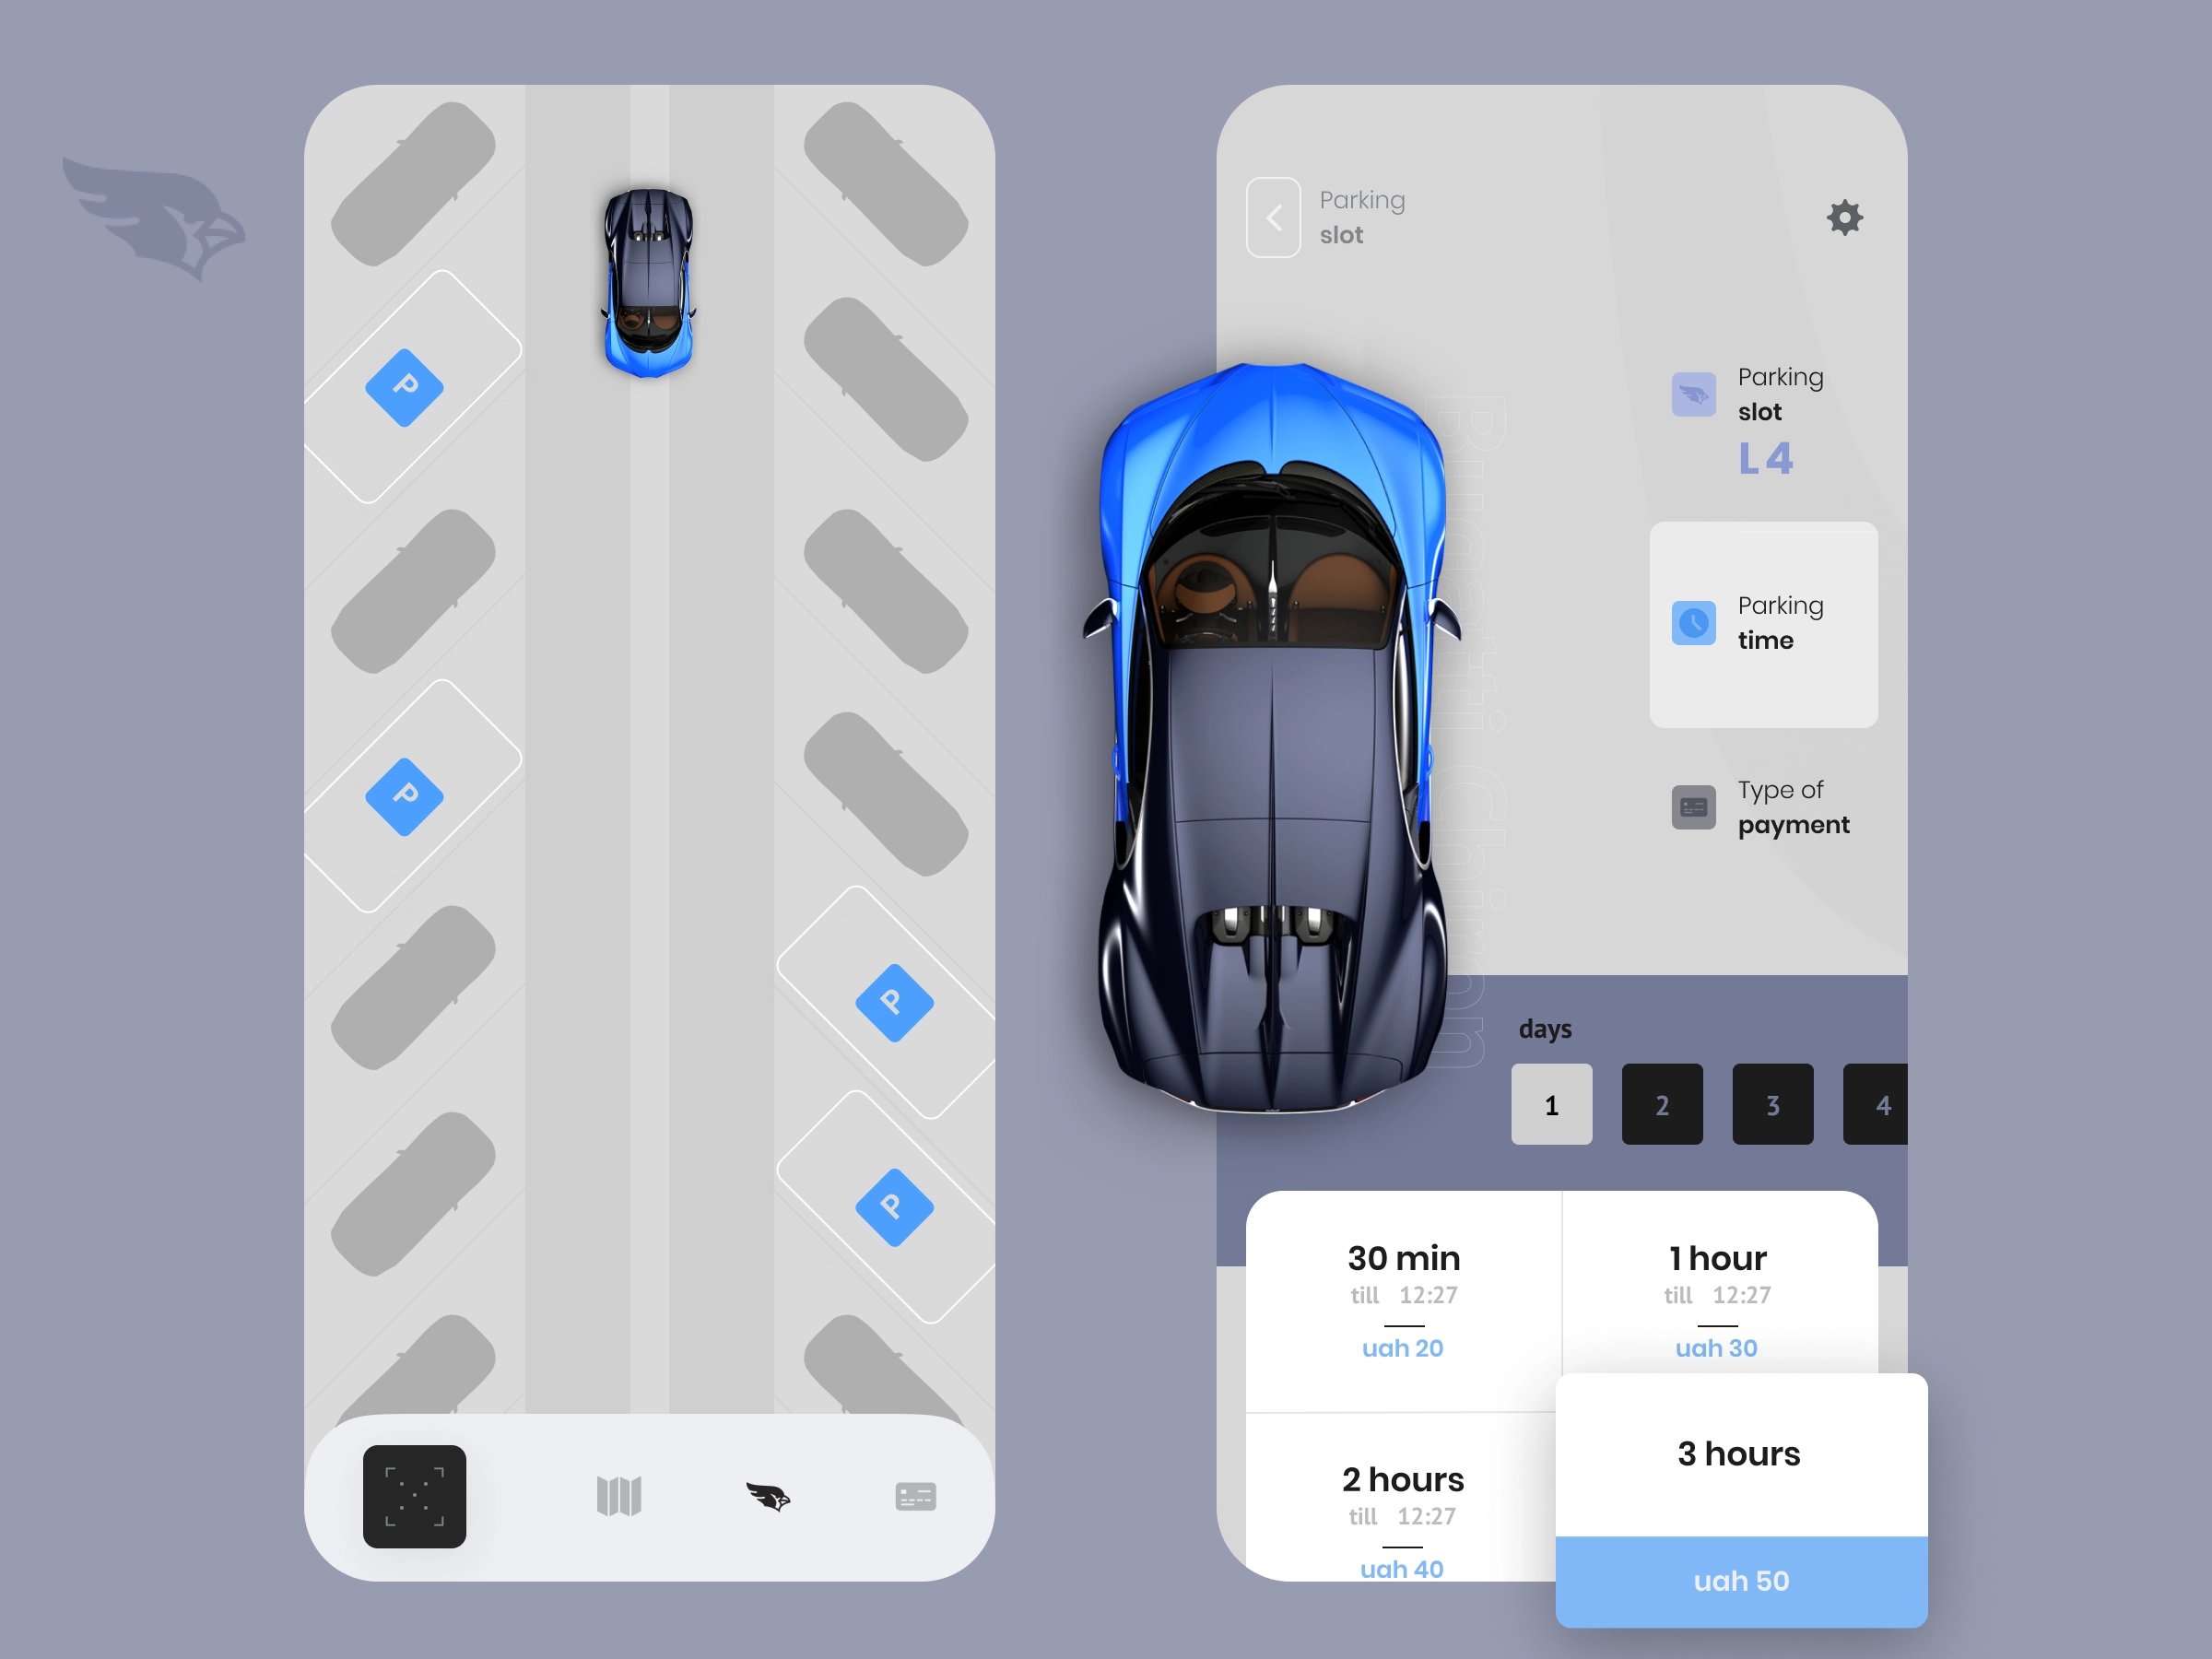 P
P
P
P
Parking
slot
Bugatti Chiron
Parking
slot
L 4
Parking
time
Type of
payment
days
1
2
3
4
30 min
till 12:27
uah 20
1 hour
till 12:27
uah 30
2 hours
till 12:27
uah 40
3 hours
uah 50